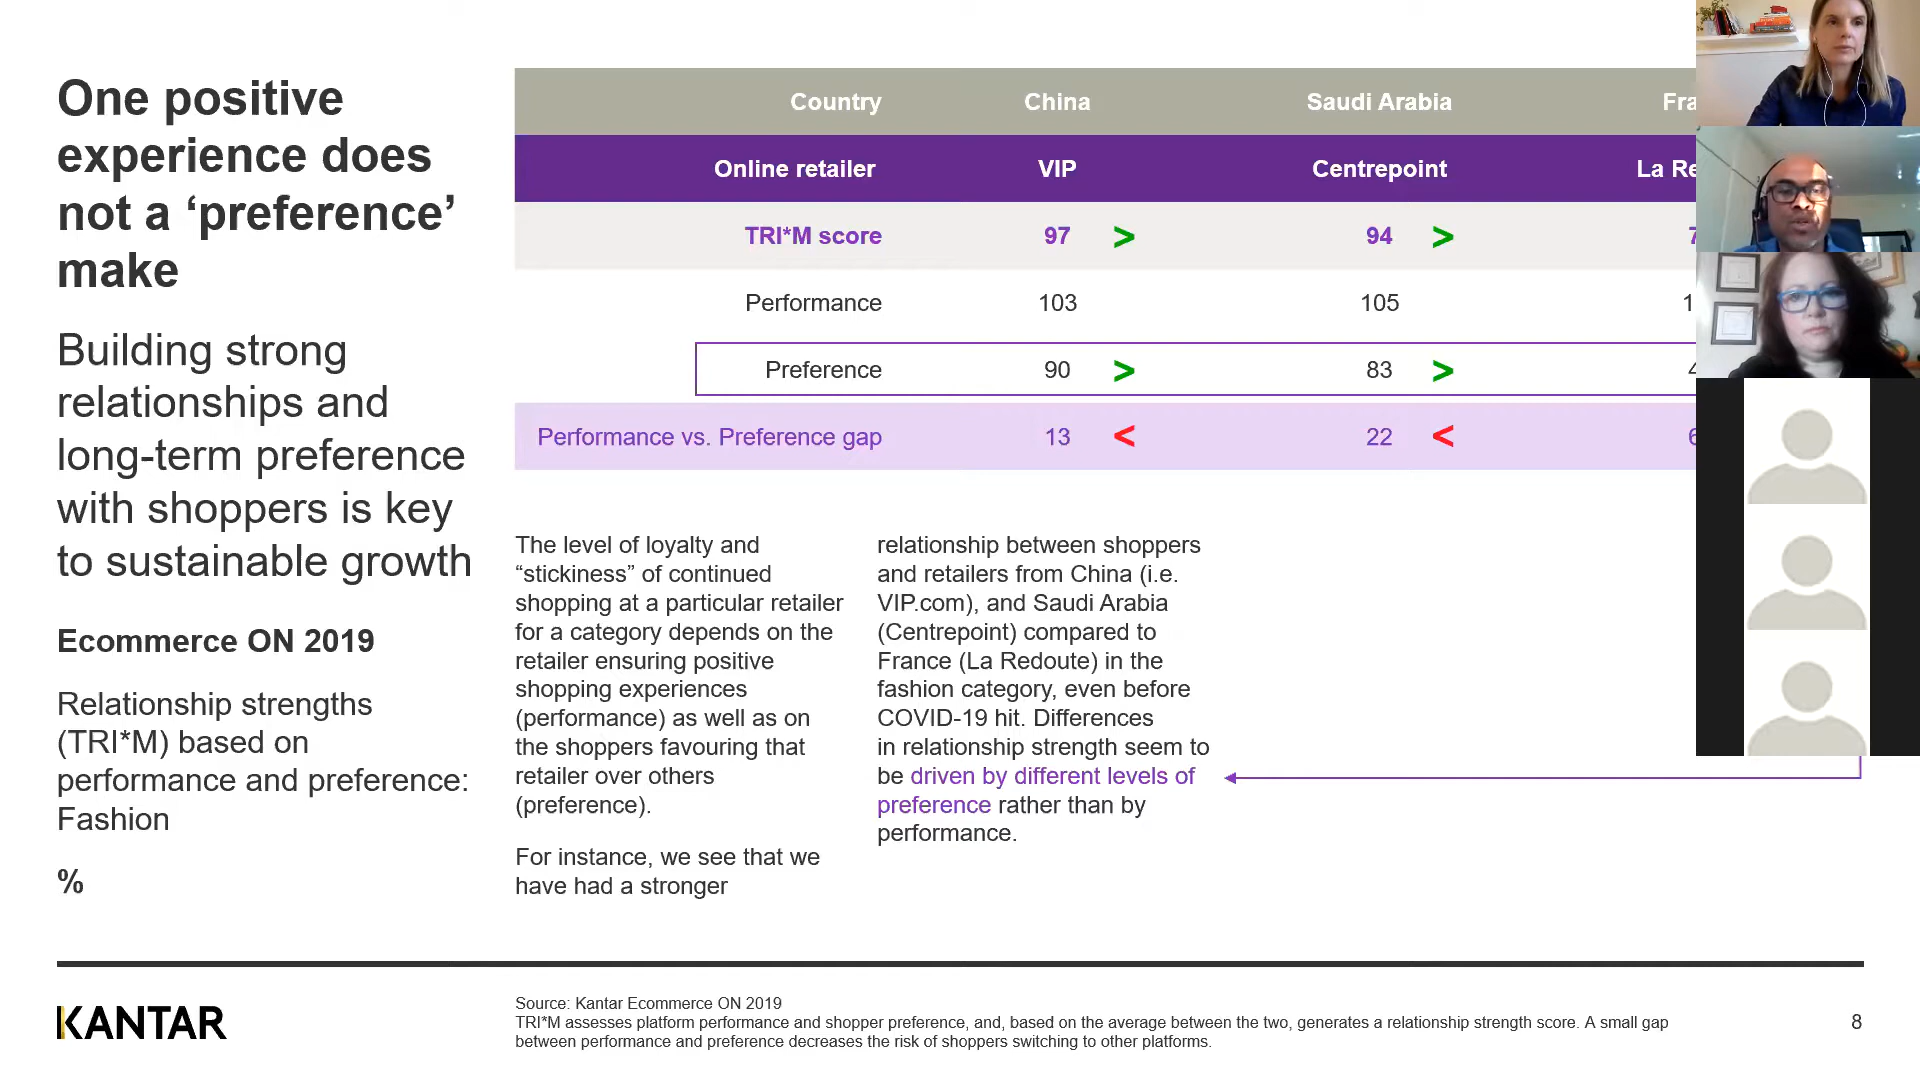 One positive
experience does
not a ‘preference’
make
Building strong
relationships and
long-term preference
with shoppers is key
to sustainable growth
Ecommerce ON 2019
Relationship strengths
(TRI*M) based on
performance and preference:
Fashion
%
Country China Saudi Arabia
Online retailer VIP Centrepoint La
TRI*M score 97 > 94 >
Performance 103 105
Preference 90 > 83 >
Performance vs. Preference gap 13 < 22 <
The level of loyalty and
“stickiness” of continued
shopping at a particular retailer
for a category depends on the
retailer ensuring positive
shopping experiences
(performance) as well as on
the shoppers favouring that
retailer over others
(preference).
For instance, we see that we
have had a stronger
relationship between shoppers
and retailers from China (i.e.
VIP.com), and Saudi Arabia
(Centrepoint) compared to
France (La Redoute) in the
fashion category, even before
COVID-19 hit. Differences
in relationship strength seem to
be driven by different levels of
preference rather than by
performance.
KANTAR
Source: Kantar Ecommerce ON 2019
TRI*M assesses platform performance and shopper preference, and, based on the average between the two, generates a relationship strength score. A small gap
between performance and preference decreases the risk of shoppers switching to other platforms.
8